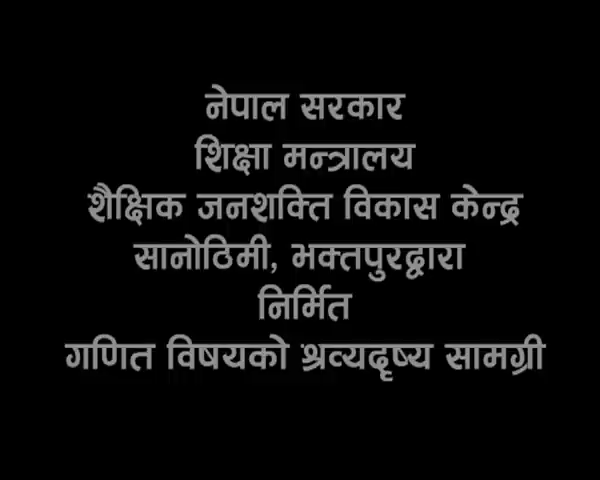 नेपाल सरकार
शिक्षा मन्त्रालय
शैक्षिक जनशक्ति विकास केन्द्र
सानोठिमी, भक्तपुरद्वारा
निर्मित
गणित विषयको श्रव्यदृष्य सामग्री